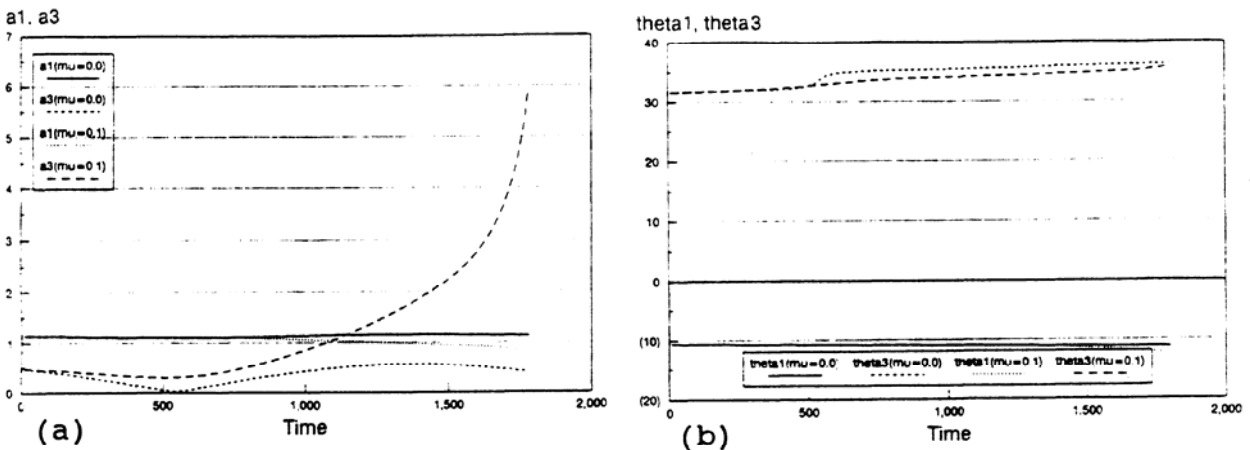 a1, a3
7
6
5
4
3
2
1
0
a1(mu=0.0)
a3(mu=0.0)
a1(mu=0.1)
a3(mu=0.1)
0
500
1,000
1,500
2,000
(a)
Time
theta1, theta3
40
30
20
10
0
(10)
(20)
theta1(mu=0.0) theta3(mu=0.0) theta1(mu=0.1) theta3(mu=0.1)
0
500
1,000
1.500
2,000
(b)
Time